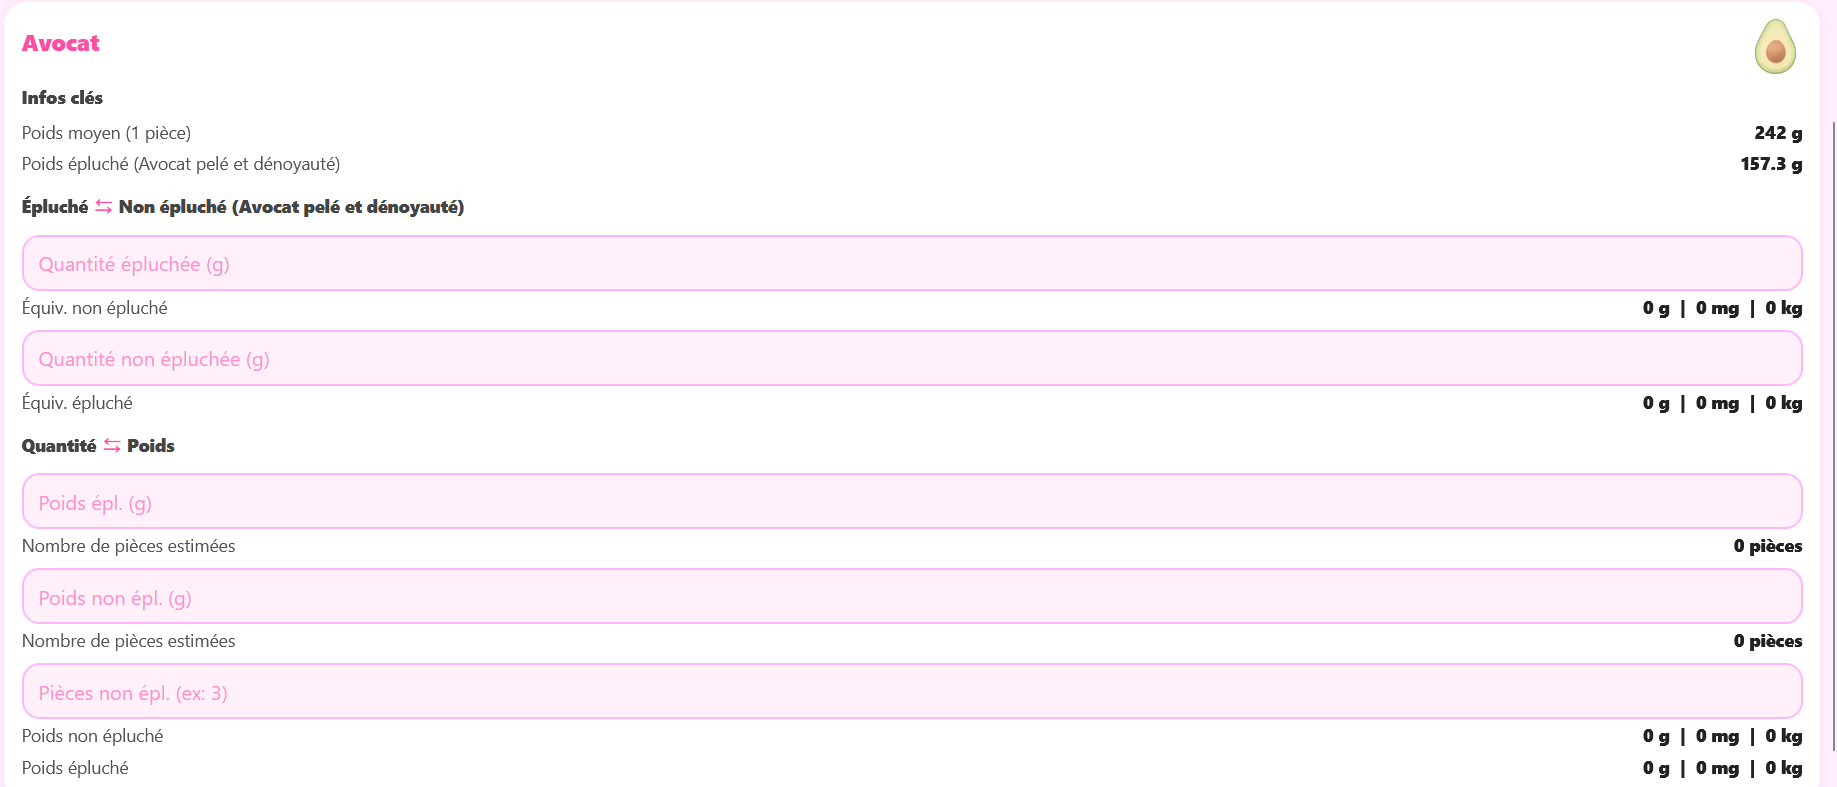 Avocat
Infos clés
Poids moyen (1 pièce) 242 g
Poids épluché (Avocat pelé et dénoyauté) 157.3 g
Épluché ⇆ Non épluché (Avocat pelé et dénoyauté)
Quantité épluchée (g)
Équiv. non épluché 0 g | 0 mg | 0 kg
Quantité non épluchée (g)
Équiv. épluché 0 g | 0 mg | 0 kg
Quantité ⇆ Poids
Poids épl. (g)
Nombre de pièces estimées 0 pièces
Poids non épl. (g)
Nombre de pièces estimées 0 pièces
Pièces non épl. (ex: 3)
Poids non épluché 0 g | 0 mg | 0 kg
Poids épluché 0 g | 0 mg | 0 kg